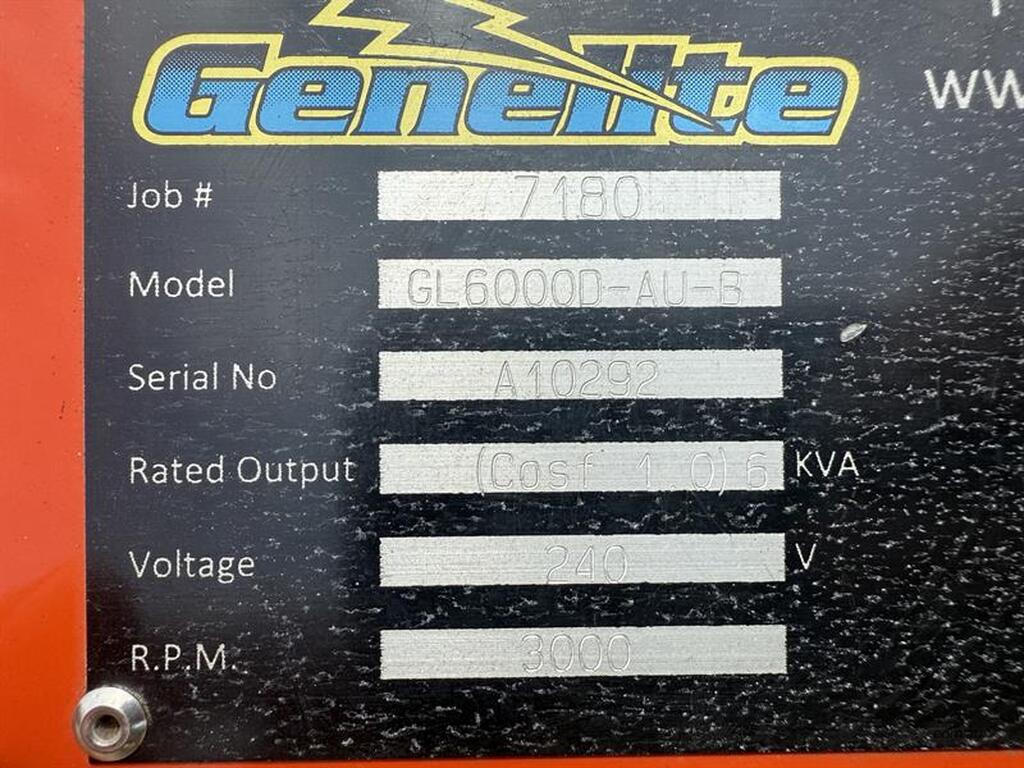 Genelite
Job # 7180
Model GL6000D-AU-B
Serial No A10292
Rated Output (Cosf 1.0)6 KVA
Voltage 240 V
R.P.M. 3000